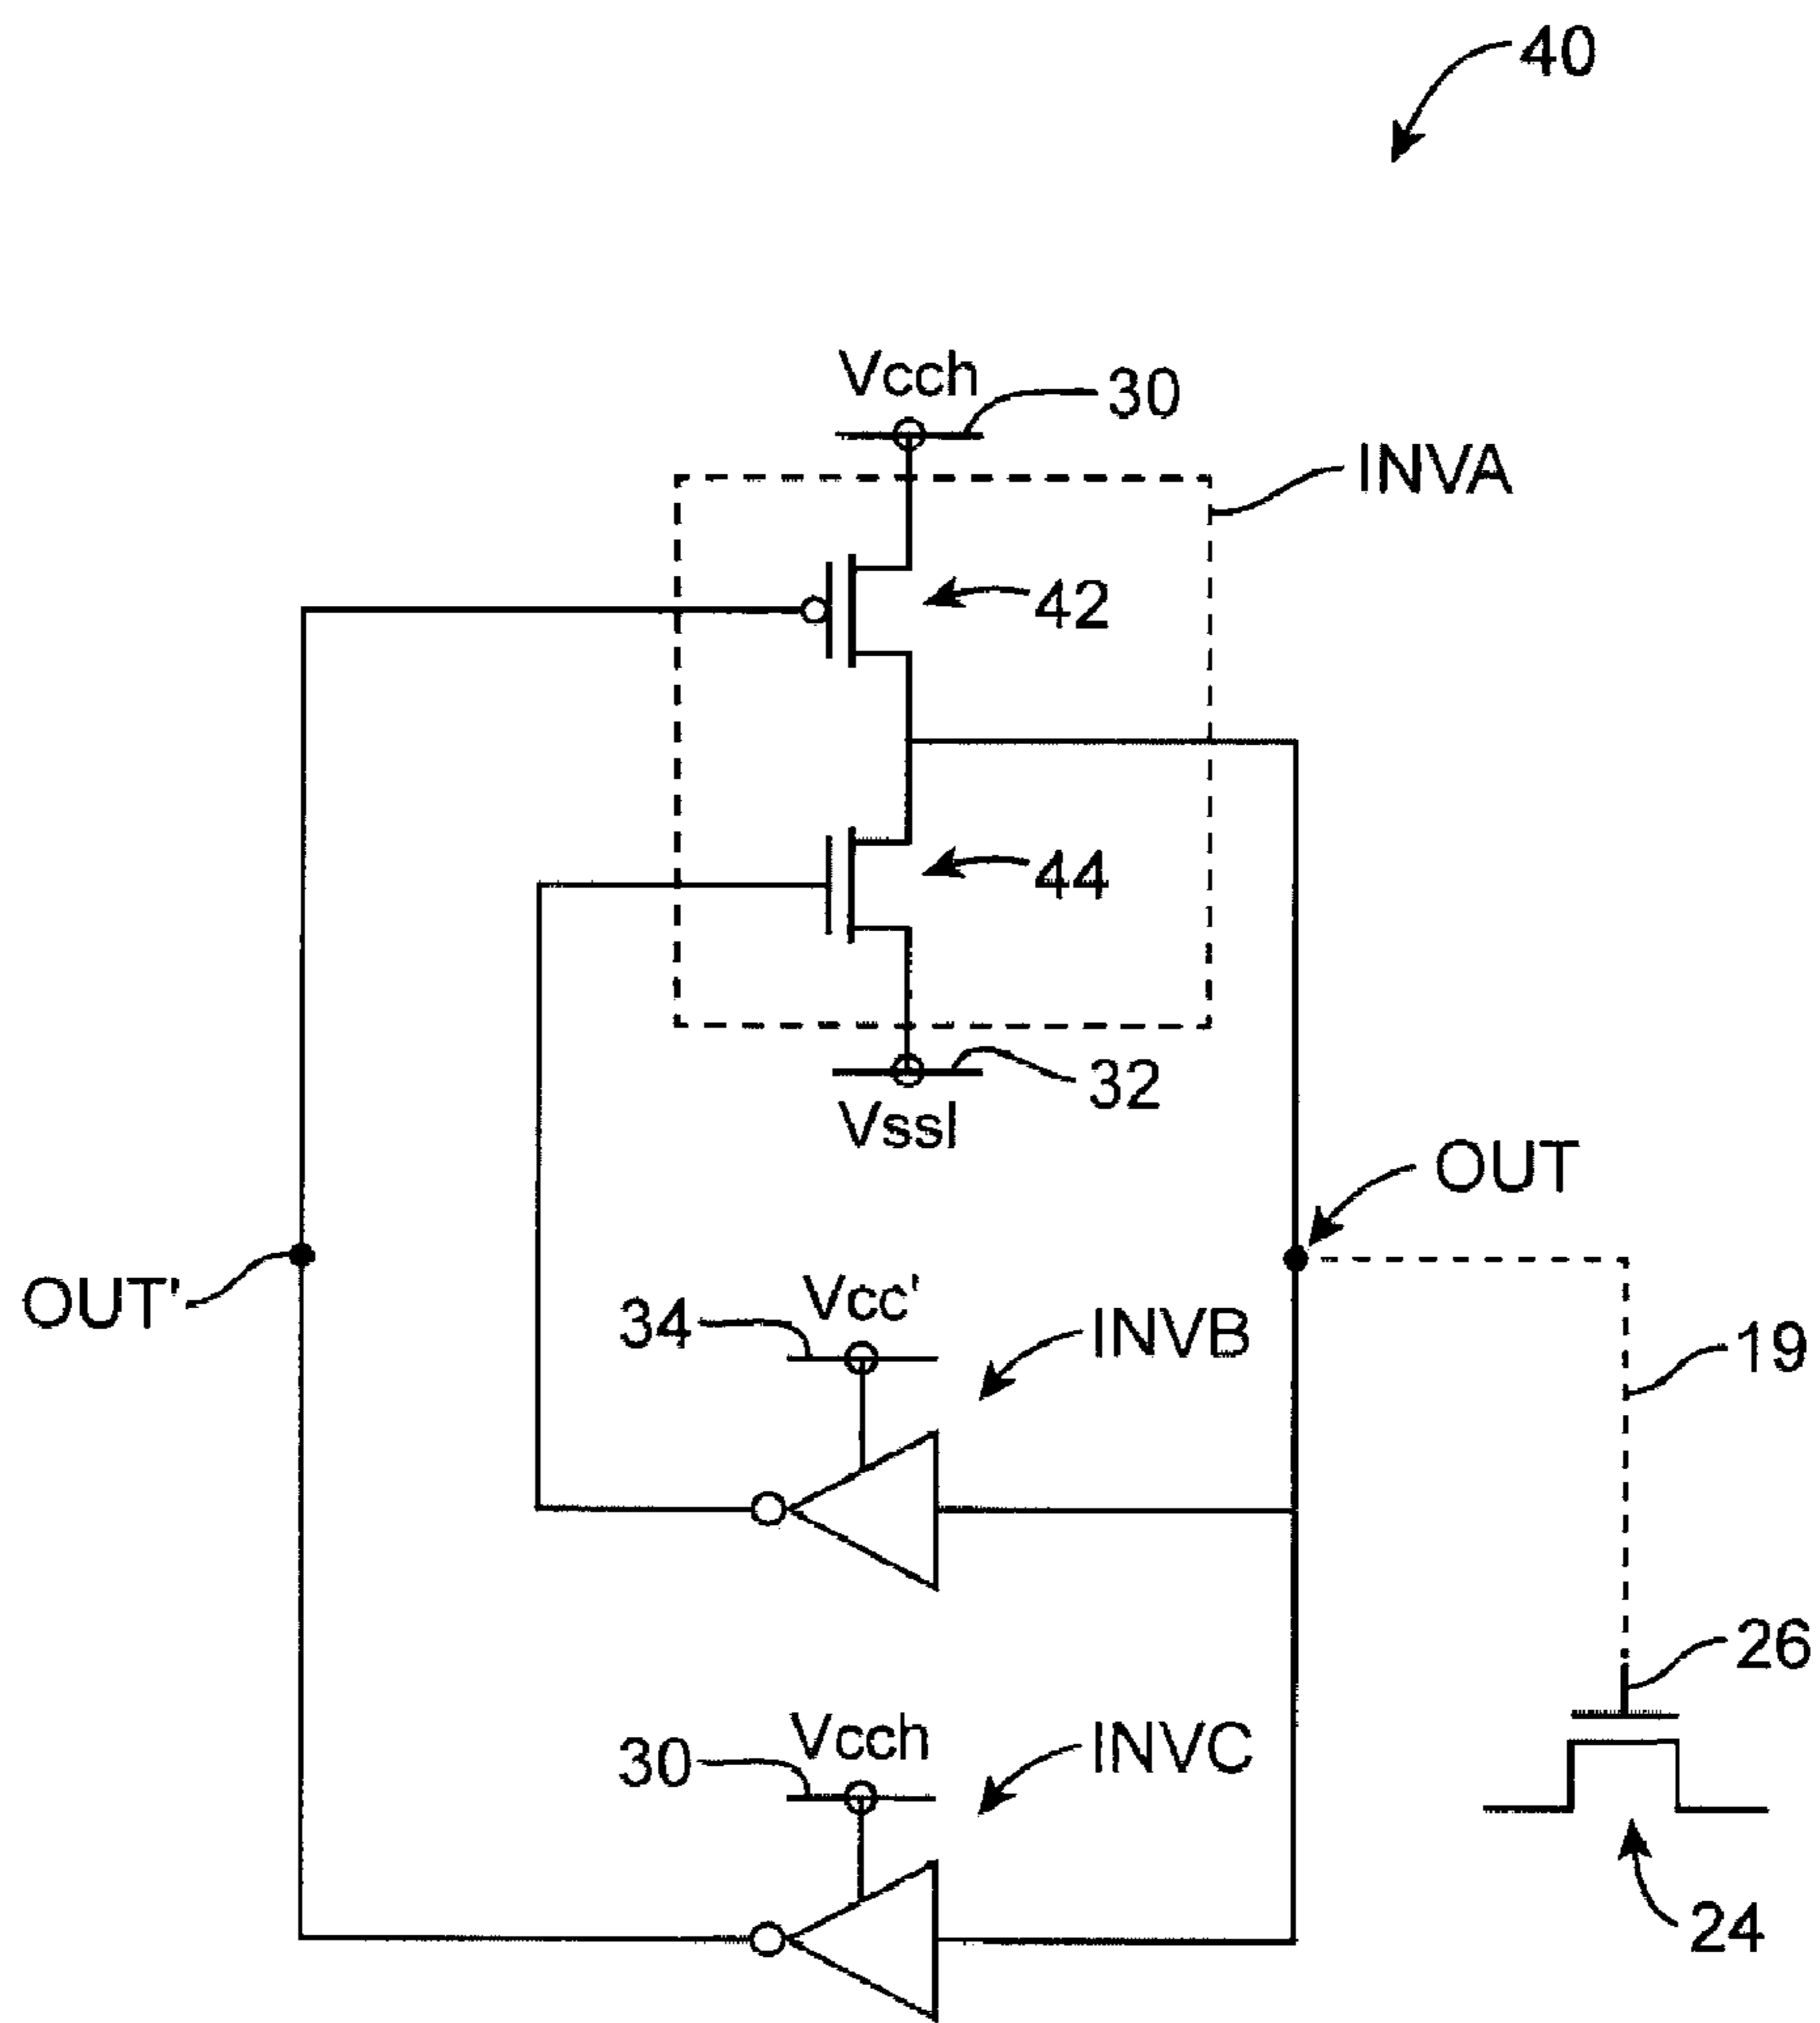 40
Vcch
30
INVA
42
44
32
Vssl
OUT
OUT'
34
Vcc'
INVB
19
26
30
Vcch
INVC
24